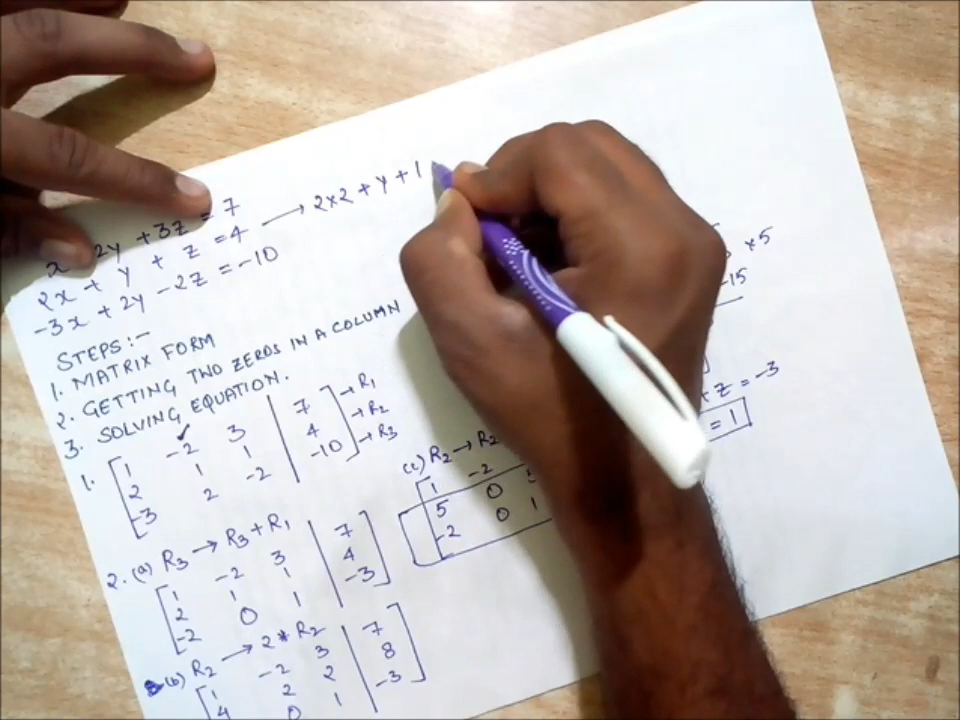 x 2y + 3z = 7
2x + y + z = 4 → 2×2 + y + 1
-3x + 2y - 2z = -10
STEPS:-
1. MATRIX FORM
2. GETTING TWO ZEROS IN A COLUMN
3. SOLVING EQUATION.
1. [ 1 -2 3 | 7 ] → R1
2 1 1 | 4 → R2
-3 2 -2 | -10 → R3
2. (a) R3 → R3 + R1
[ 1 -2 3 | 7 ]
2 1 1 | 4
-2 0 1 | -3
(b) R2 → 2 * R2
[ 1 -2 3 | 7 ]
4 2 2 | 8
0 1 | -3
(c) R2 → R2
[ 1 -2
5 0
-2 0 1
×5
-15
+ z = -3
= 1